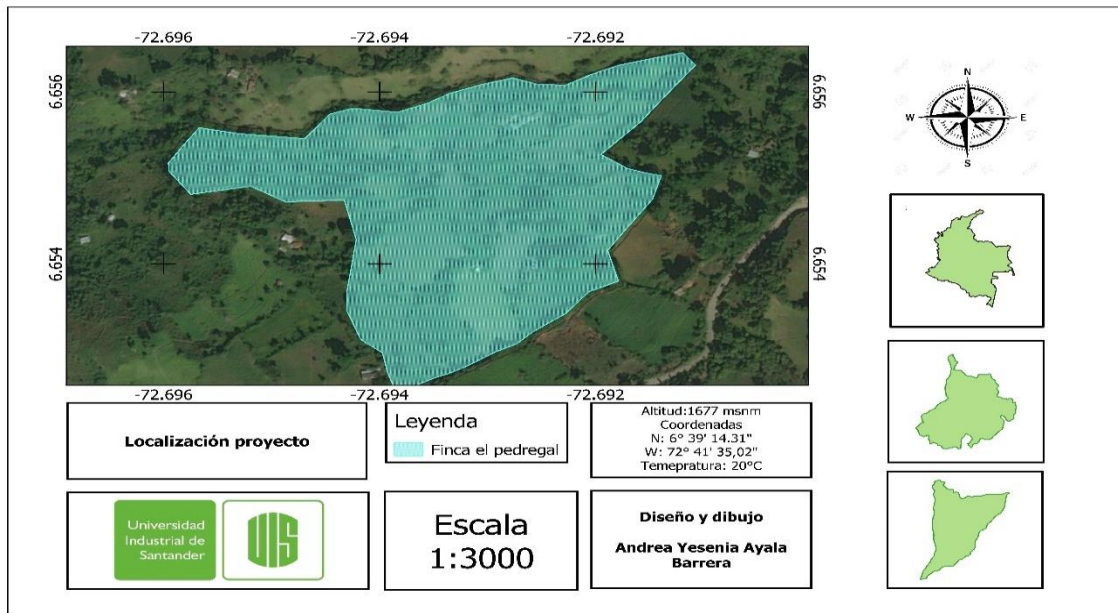 -72.696
-72.694
-72.692
6.656
6.656
6.654
6.654
-72.696
-72.694
-72.692
N
W
E
S
Localización proyecto
Leyenda
Finca el pedregal
Altitud:1677 msnm
Coordenadas
N: 6° 39' 14.31"
W: 72° 41' 35,02"
Temepratura: 20°C
Universidad
Industrial de
Santander
UIS
Escala
1:3000
Diseño y dibujo
Andrea Yesenia Ayala
Barrera